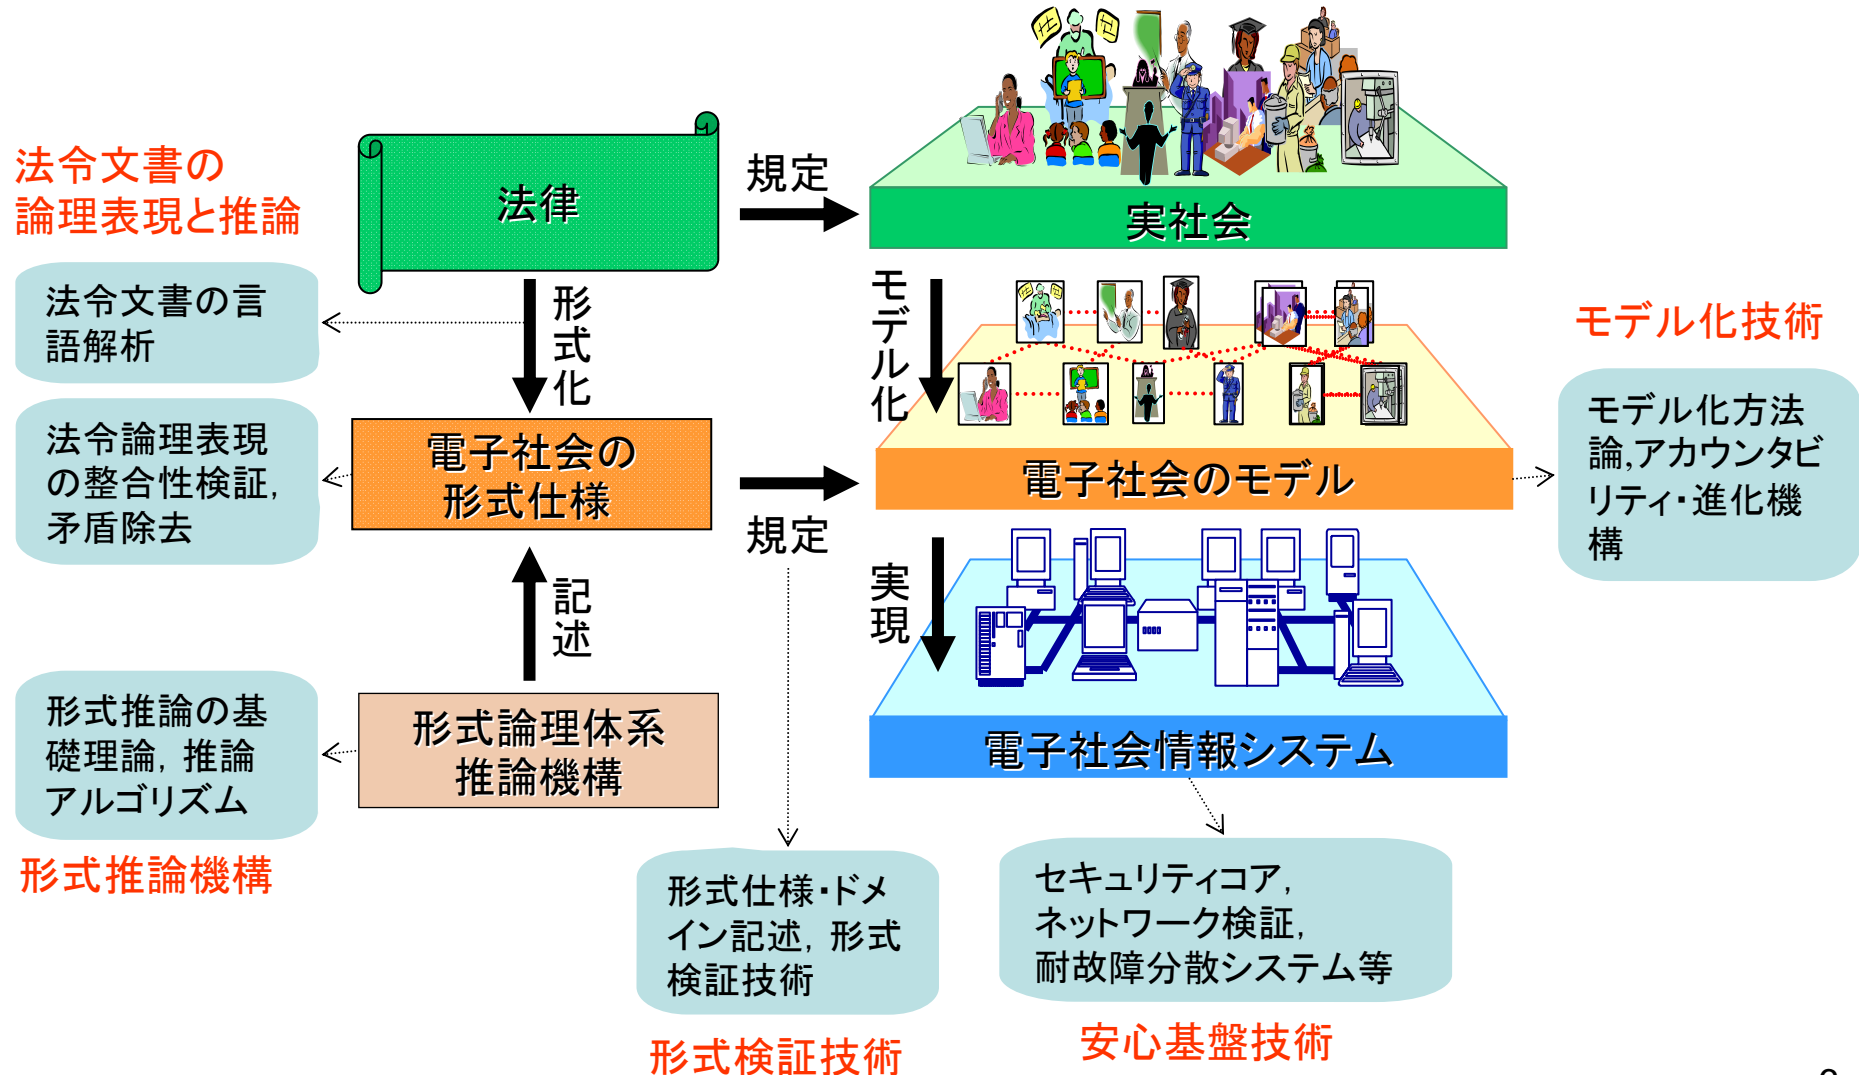 法令文書の
論理表現と推論
法律
規定
実社会
法令文書の言
語解析
形式化
モデル化
モデル化技術
法令論理表現
の整合性検証,
矛盾除去
電子社会の
形式仕様
規定
電子社会のモデル
モデル化方法
論,アカウンタビ
リティ・進化機
構
記述
実現
形式推論の基
礎理論, 推論
アルゴリズム
形式論理体系
推論機構
電子社会情報システム
形式推論機構
形式仕様・ドメ
イン記述, 形式
検証技術
セキュリティコア,
ネットワーク検証,
耐故障分散システム等
形式検証技術
安心基盤技術